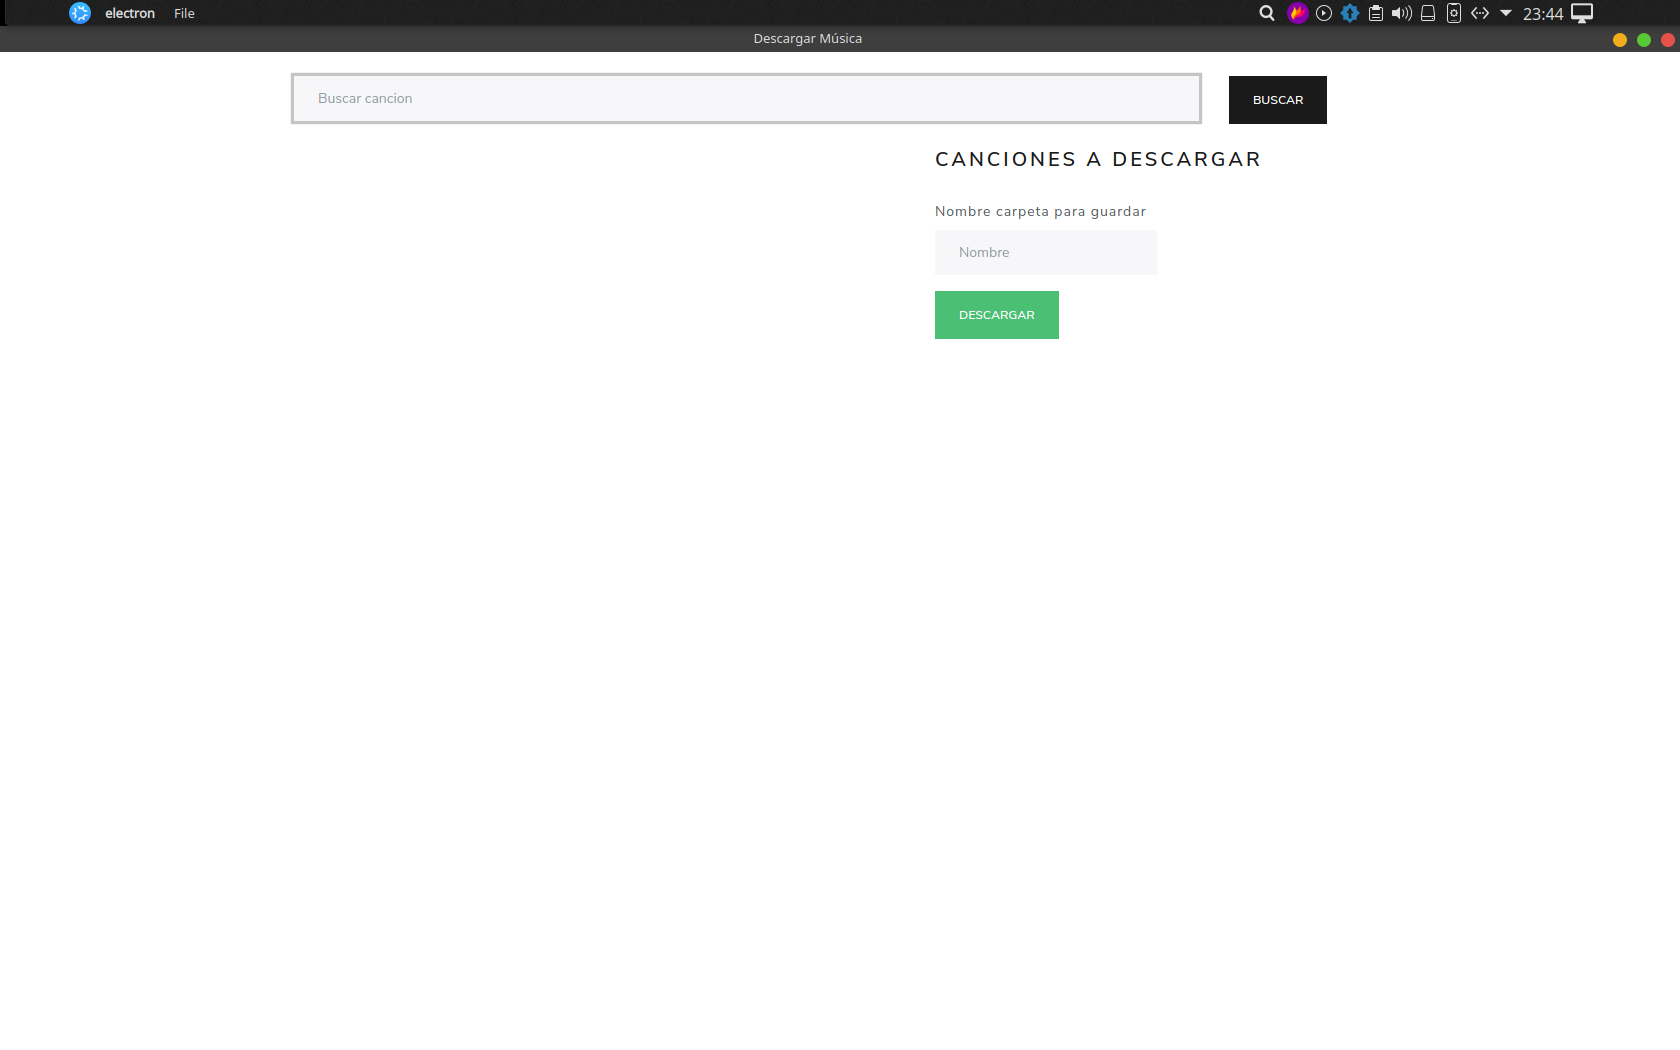 electron File 23:44
Descargar Música
Buscar cancion BUSCAR
CANCIONES A DESCARGAR
Nombre carpeta para guardar
Nombre
DESCARGAR